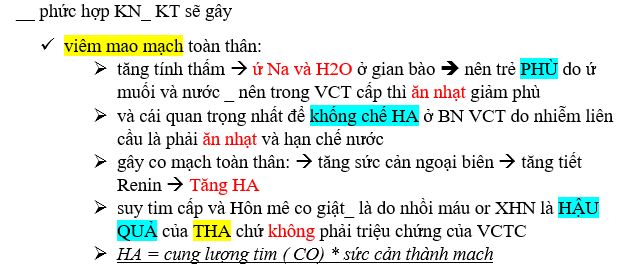 __ phức hợp KN_ KT sẽ gây
✓ viêm mao mạch toàn thân:
➢ tăng tính thấm → ứ Na và H2O ở gian bào → nên trẻ PHÙ do ứ
muối và nước _ nên trong VCT cấp thì ăn nhạt giảm phù
➢ và cái quan trọng nhất để khống chế HA ở BN VCT do nhiễm liên
cầu là phải ăn nhạt và hạn chế nước
➢ gây co mạch toàn thân: → tăng sức cản ngoại biên → tăng tiết
Renin → Tăng HA
➢ suy tim cấp và Hôn mê co giật_ là do nhồi máu or XHN là HẬU
QUẢ của THA chứ không phải triệu chứng của VCTC
➢ HA = cung lượng tim ( CO) * sức cản thành mach